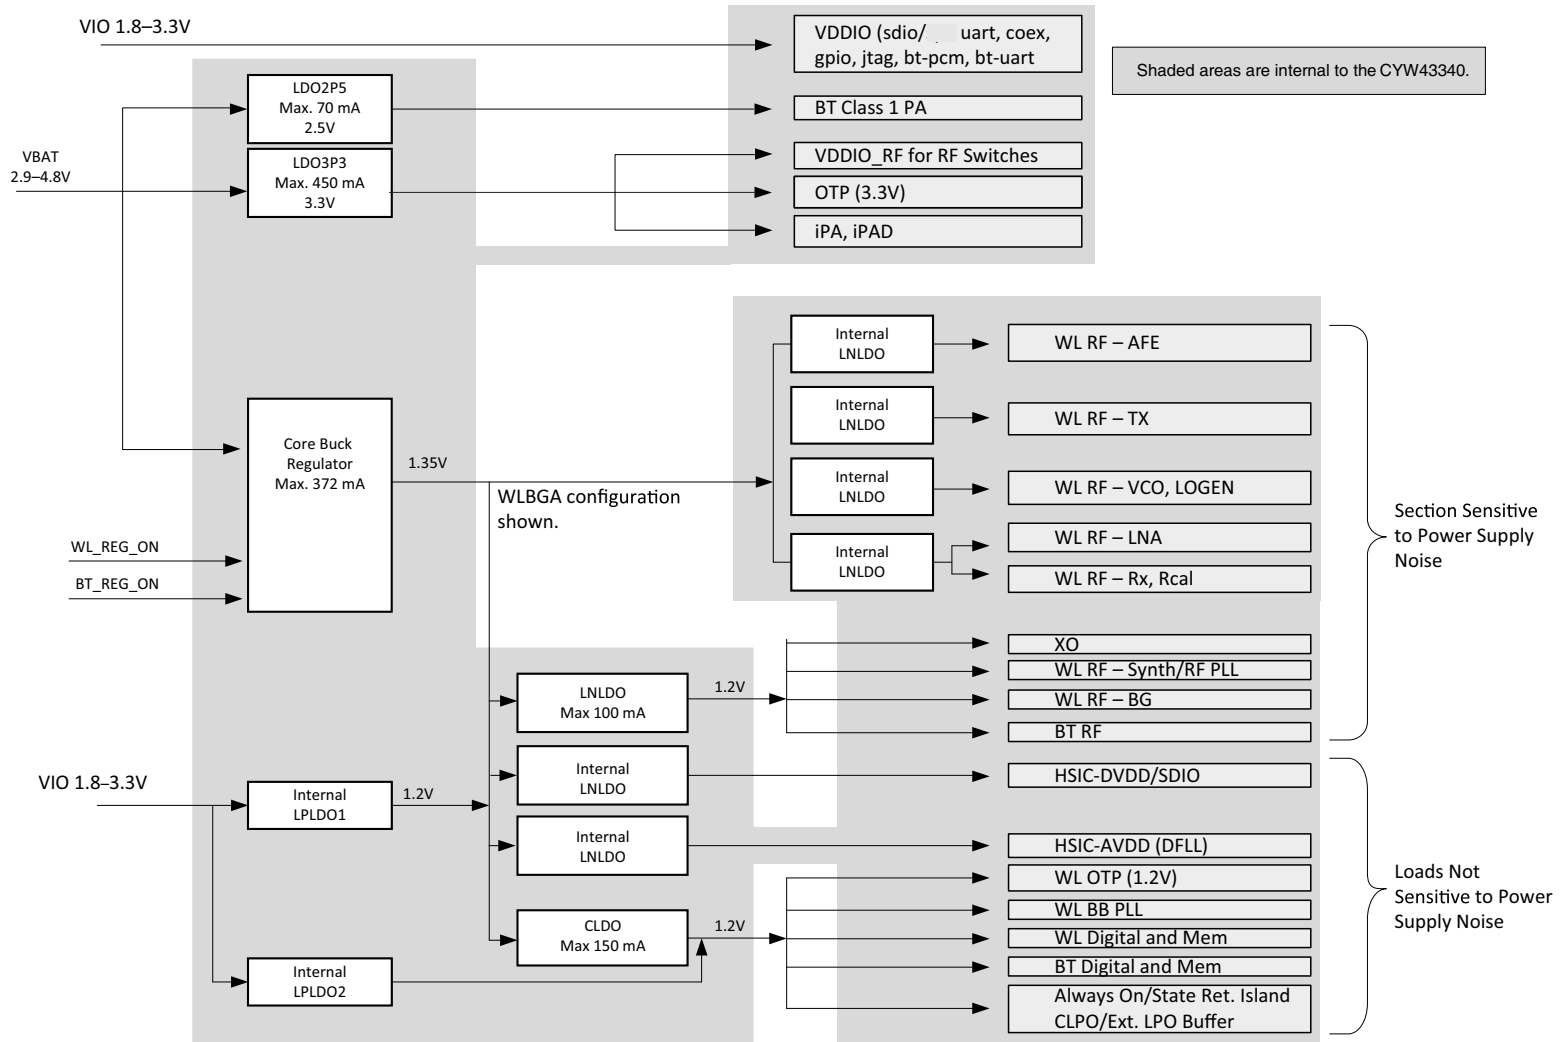 VIO 1.8–3.3V
VDDIO (sdio/ uart, coex,
gpio, jtag, bt-pcm, bt-uart
Shaded areas are internal to the CYW43340.
LDO2P5
Max. 70 mA
2.5V
BT Class 1 PA
VBAT
2.9–4.8V
LDO3P3
Max. 450 mA
3.3V
VDDIO_RF for RF Switches
OTP (3.3V)
iPA, iPAD
Internal
LNLDO
WL RF – AFE
Internal
LNLDO
WL RF – TX
Core Buck
Regulator
Max. 372 mA
1.35V
WLBGA configuration
shown.
Internal
LNLDO
WL RF – VCO, LOGEN
Section Sensitive
to Power Supply
Noise
WL_REG_ON
BT_REG_ON
Internal
LNLDO
WL RF – LNA
WL RF – Rx, Rcal
XO
WL RF – Synth/RF PLL
LNLDO
Max 100 mA
1.2V
WL RF – BG
BT RF
VIO 1.8–3.3V
Internal
LPLDO1
1.2V
Internal
LNLDO
HSIC-DVDD/SDIO
Internal
LNLDO
HSIC-AVDD (DFLL)
WL OTP (1.2V)
Loads Not
Sensitive to Power
Supply Noise
CLDO
Max 150 mA
1.2V
WL BB PLL
WL Digital and Mem
BT Digital and Mem
Internal
LPLDO2
Always On/State Ret. Island
CLPO/Ext. LPO Buffer